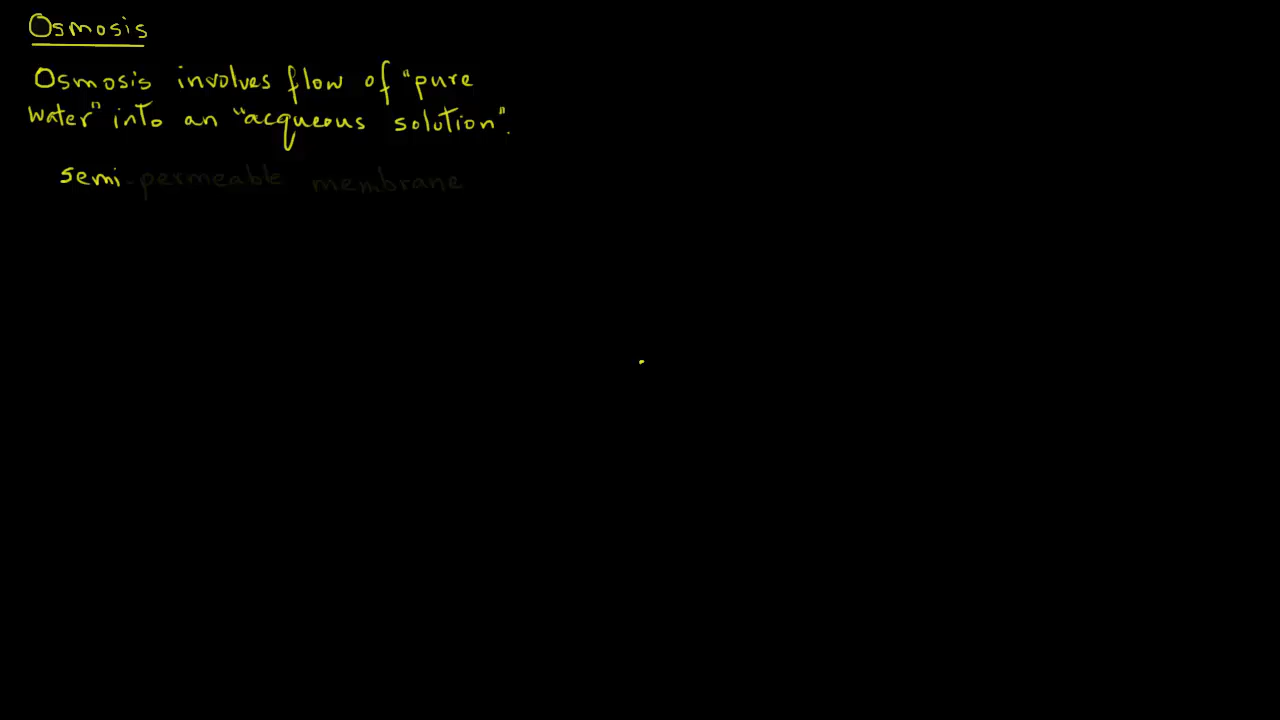 Osmosis
Osmosis involves flow of "pure
water" into an "acqueous solution".
semi-permeable membrane